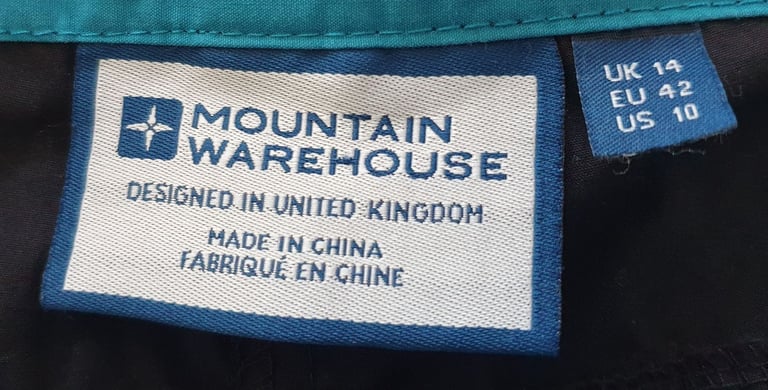 MOUNTAIN
WAREHOUSE
DESIGNED IN UNITED KINGDOM
MADE IN CHINA
FABRIQUÉ EN CHINE
UK 14
EU 42
US 10